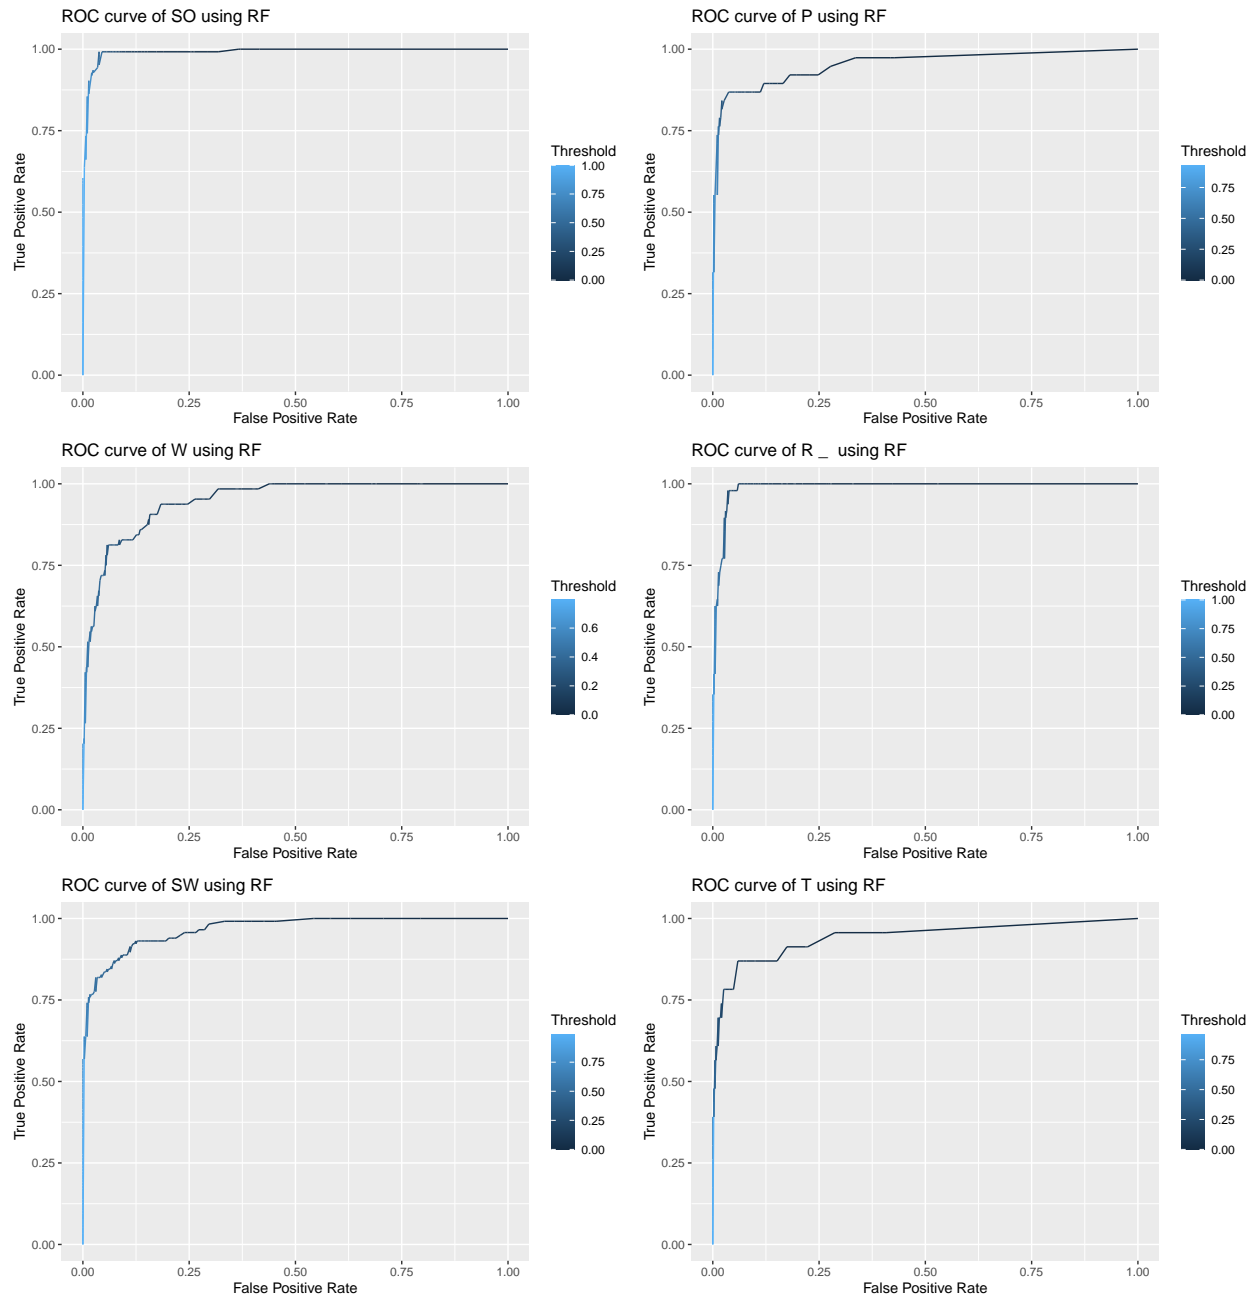 ROC curve of SO using RF
True Positive Rate
1.00
0.75
0.50
0.25
0.00
0.00 0.25 0.50 0.75 1.00
False Positive Rate
Threshold
1.00
0.75
0.50
0.25
0.00
ROC curve of P using RF
True Positive Rate
1.00
0.75
0.50
0.25
0.00
0.00 0.25 0.50 0.75 1.00
False Positive Rate
Threshold
0.75
0.50
0.25
0.00
ROC curve of W using RF
True Positive Rate
1.00
0.75
0.50
0.25
0.00
0.00 0.25 0.50 0.75 1.00
False Positive Rate
Threshold
0.6
0.4
0.2
0.0
ROC curve of R _ using RF
True Positive Rate
1.00
0.75
0.50
0.25
0.00
0.00 0.25 0.50 0.75 1.00
False Positive Rate
Threshold
1.00
0.75
0.50
0.25
0.00
ROC curve of SW using RF
True Positive Rate
1.00
0.75
0.50
0.25
0.00
0.00 0.25 0.50 0.75 1.00
False Positive Rate
Threshold
0.75
0.50
0.25
0.00
ROC curve of T using RF
True Positive Rate
1.00
0.75
0.50
0.25
0.00
0.00 0.25 0.50 0.75 1.00
False Positive Rate
Threshold
0.75
0.50
0.25
0.00